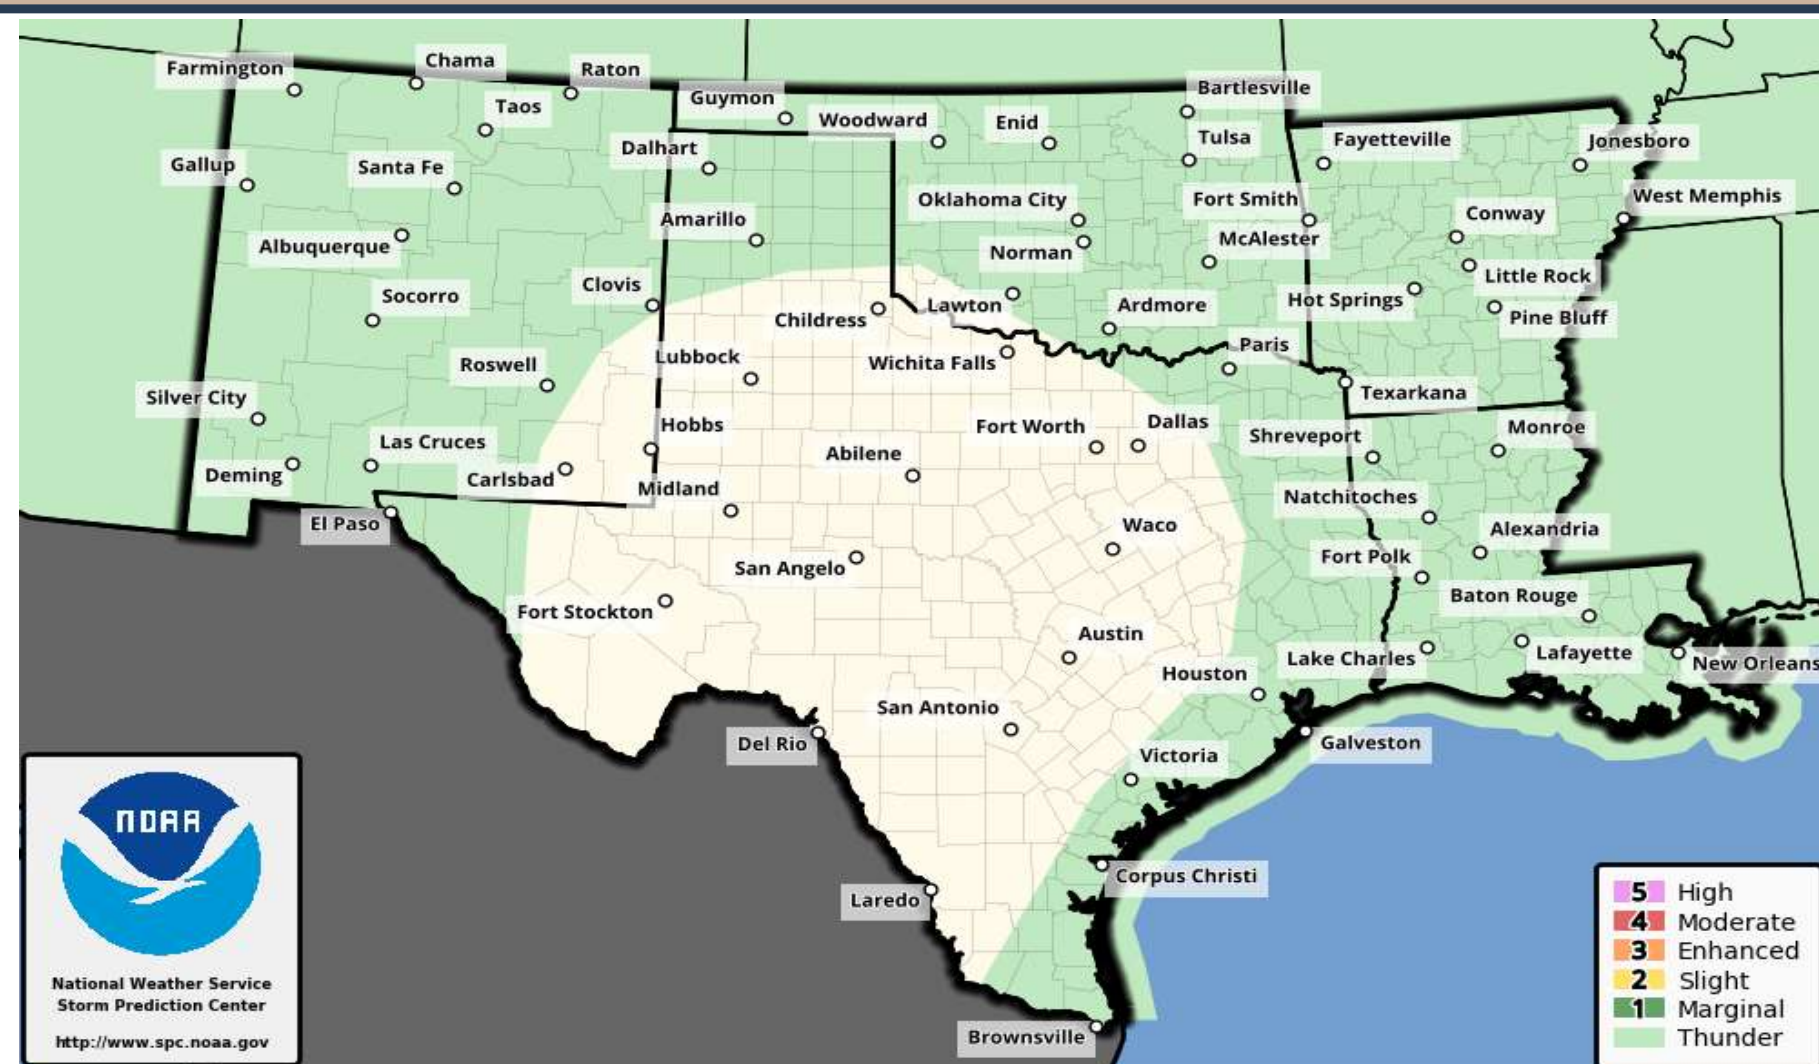 Farmington
Chama
Raton
Taos
Guymon
Woodward
Enid
Bartlesville
Tulsa
Fayetteville
Jonesboro
Gallup
Santa Fe
Dalhart
Amarillo
Oklahoma City
Fort Smith
Conway
West Memphis
Albuquerque
Norman
McAlester
Little Rock
Socorro
Clovis
Childress
Lawton
Ardmore
Hot Springs
Pine Bluff
Roswell
Lubbock
Wichita Falls
Paris
Texarkana
Silver City
Las Cruces
Hobbs
Abilene
Fort Worth
Dallas
Shreveport
Monroe
Deming
Carlsbad
Midland
Natchitoches
El Paso
Waco
Alexandria
San Angelo
Fort Polk
Fort Stockton
Austin
Baton Rouge
Houston
Lake Charles
Lafayette
New Orleans
San Antonio
Del Rio
Victoria
Galveston
Laredo
Corpus Christi
Brownsville
NOAA
National Weather Service
Storm Prediction Center
http://www.spc.noaa.gov
5 High
4 Moderate
3 Enhanced
2 Slight
1 Marginal
Thunder